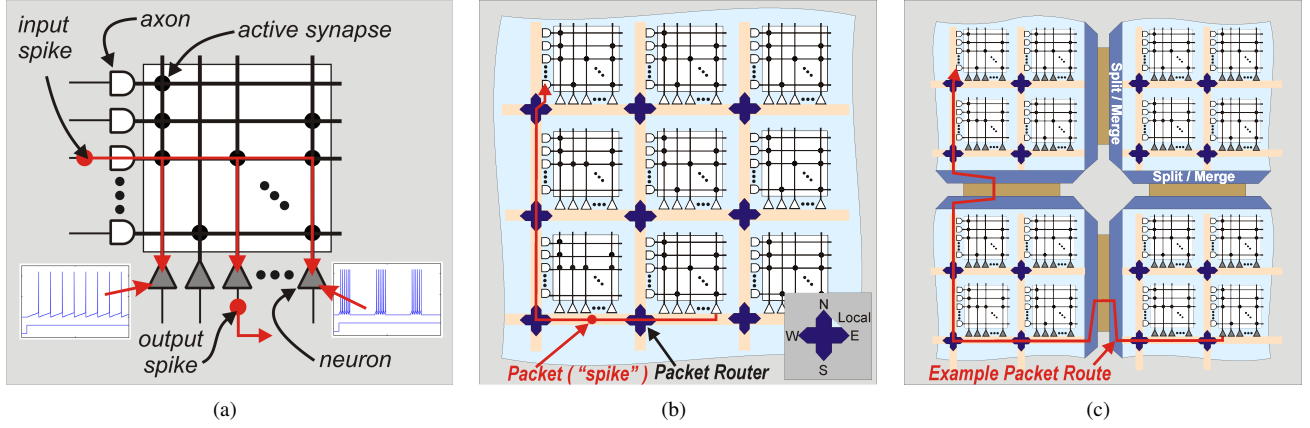 input
spike
axon
active synapse
output
spike
neuron
(a)
N
Local
W
E
S
Packet ( “spike” )
Packet Router
(b)
Split / Merge
Split / Merge
Example Packet Route
(c)